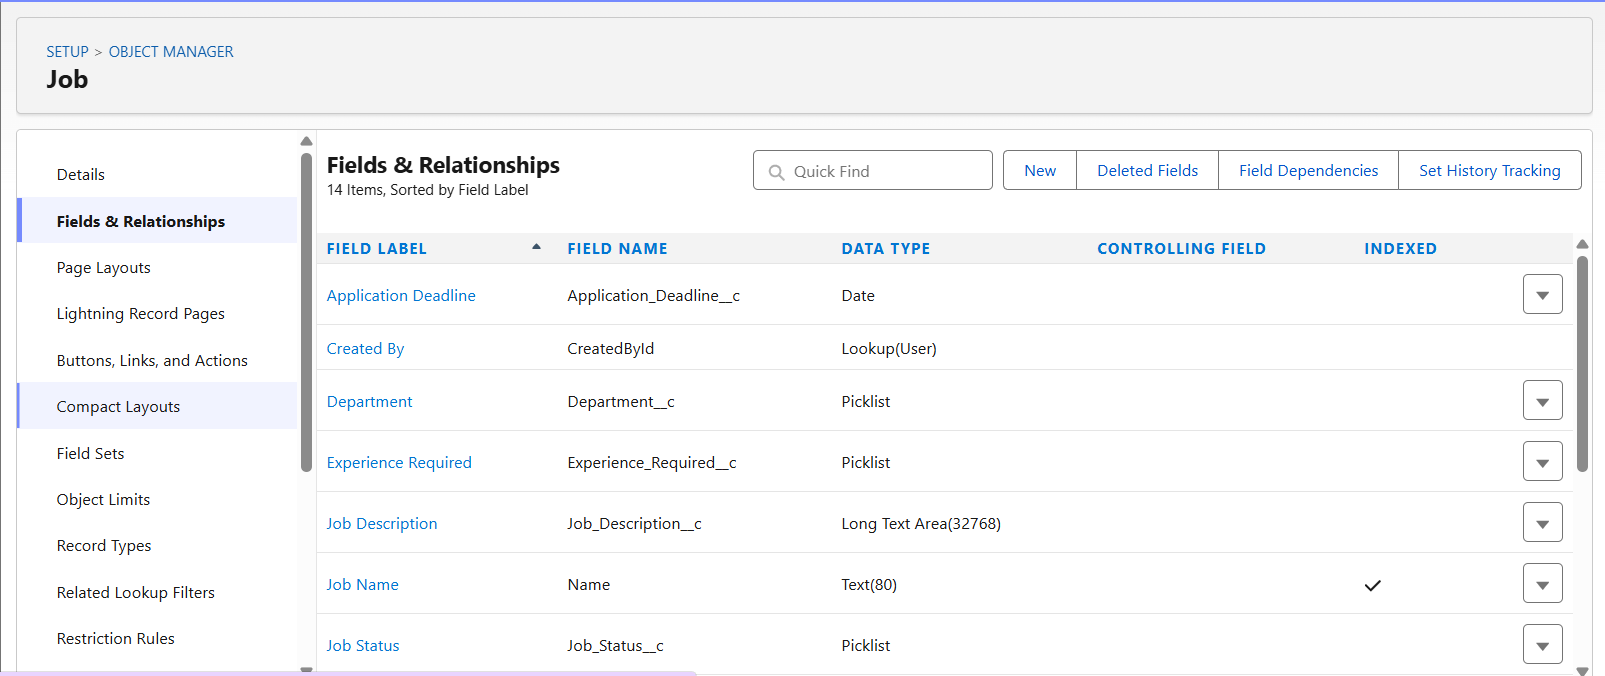 SETUP > OBJECT MANAGER
Job
Details
Fields & Relationships
Page Layouts
Lightning Record Pages
Buttons, Links, and Actions
Compact Layouts
Field Sets
Object Limits
Record Types
Related Lookup Filters
Restriction Rules
Fields & Relationships
14 Items, Sorted by Field Label
Quick Find
New
Deleted Fields
Field Dependencies
Set History Tracking
FIELD LABEL FIELD NAME DATA TYPE CONTROLLING FIELD INDEXED
Application Deadline Application_Deadline__c Date
Created By CreatedById Lookup(User)
Department Department__c Picklist
Experience Required Experience_Required__c Picklist
Job Description Job_Description__c Long Text Area(32768)
Job Name Name Text(80)
Job Status Job_Status__c Picklist